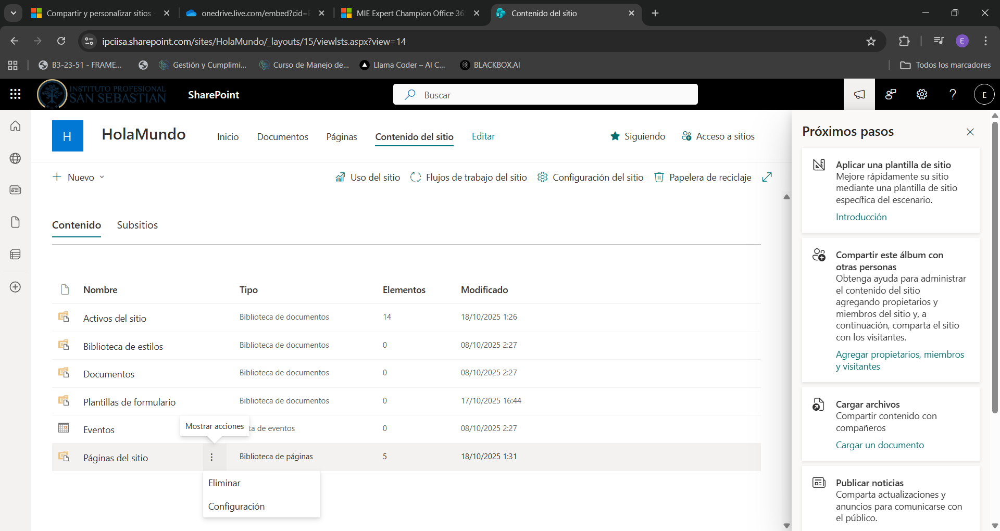 Compartir y personalizar sitios
onedrive.live.com/embed?cid=
MIE Expert Champion Office 36
Contenido del sitio
ipciisa.sharepoint.com/sites/HolaMundo/_layouts/15/viewlsts.aspx?view=14
E
B3-23-51 - FRAME...
Gestión y Cumplimi...
Curso de Manejo de...
Llama Coder – AI C...
BLACKBOX.AI
Todos los marcadores
INSTITUTO PROFESIONAL
SAN SEBASTIAN
SharePoint
Buscar
?
E
H
HolaMundo
Inicio
Documentos
Páginas
Contenido del sitio
Editar
Siguiendo
Acceso a sitios
Nuevo
Uso del sitio
Flujos de trabajo del sitio
Configuración del sitio
Papelera de reciclaje
Contenido
Subsitios
Nombre Tipo Elementos Modificado
Activos del sitio Biblioteca de documentos 14 18/10/2025 1:26
Biblioteca de estilos Biblioteca de documentos 0 08/10/2025 2:27
Documentos Biblioteca de documentos 0 08/10/2025 2:27
Plantillas de formulario Biblioteca de documentos 0 17/10/2025 16:44
Mostrar acciones
Eventos ta de eventos 0 08/10/2025 2:27
Páginas del sitio Biblioteca de páginas 5 18/10/2025 1:31
Eliminar
Configuración
Próximos pasos
Aplicar una plantilla de sitio
Mejore rápidamente su sitio
mediante una plantilla de sitio
específica del escenario.
Introducción
Compartir este álbum con
otras personas
Obtenga ayuda para administrar
el contenido del sitio
agregando propietarios y
miembros del sitio y, a
continuación, comparta el sitio
con los visitantes.
Agregar propietarios, miembros
y visitantes
Cargar archivos
Compartir contenido con
compañeros
Cargar un documento
Publicar noticias
Comparta actualizaciones y
anuncios para comunicarse con
el público.